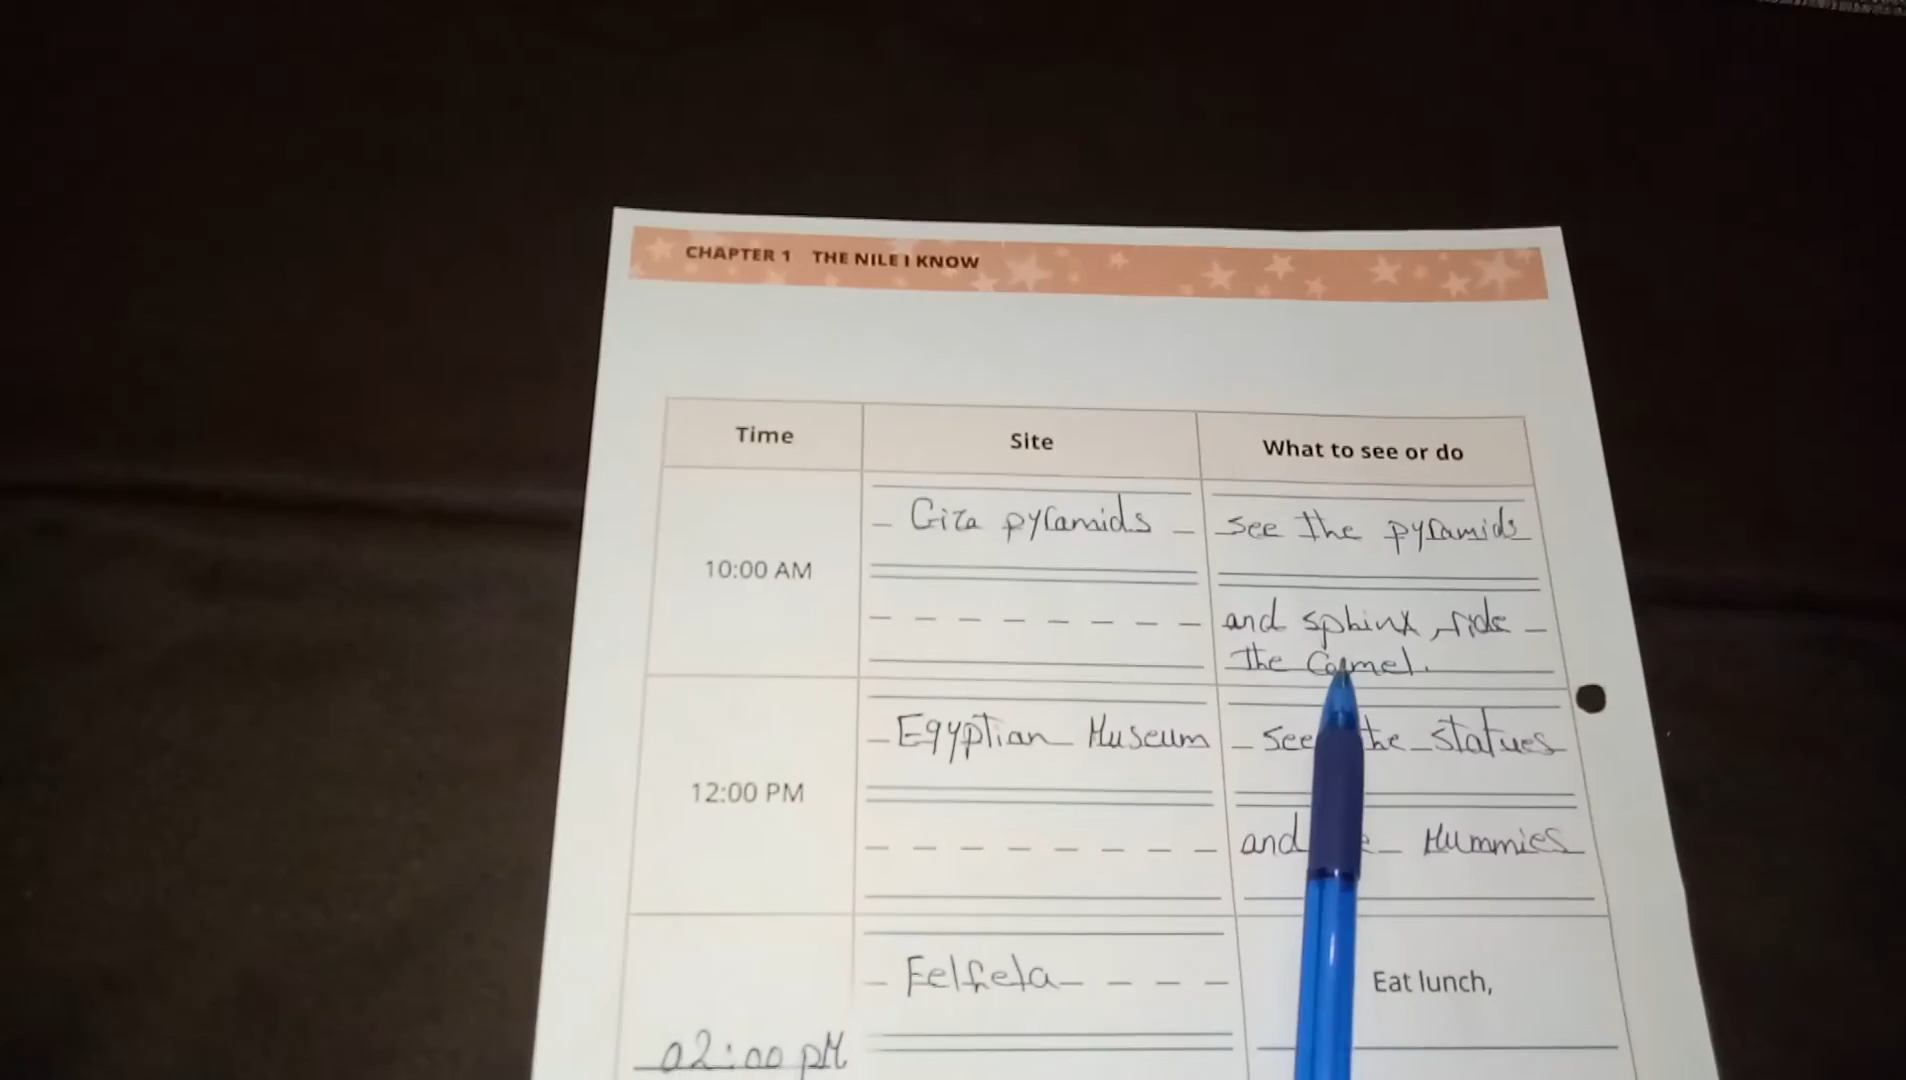 CHAPTER 1 THE NILE I KNOW
Time
Site
What to see or do
10:00 AM
Giza pyramids
see the pyramids
and sphinx, ride
the Camel.
12:00 PM
Egyptian Museum
see the statues
and Mummies
02:00 pM
Felfela
Eat lunch,